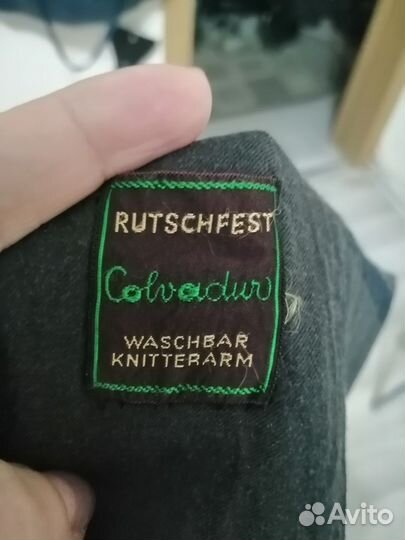 RUTSCHFEST
Colvadur
WASCHBAR
KNITTERARM
Avito